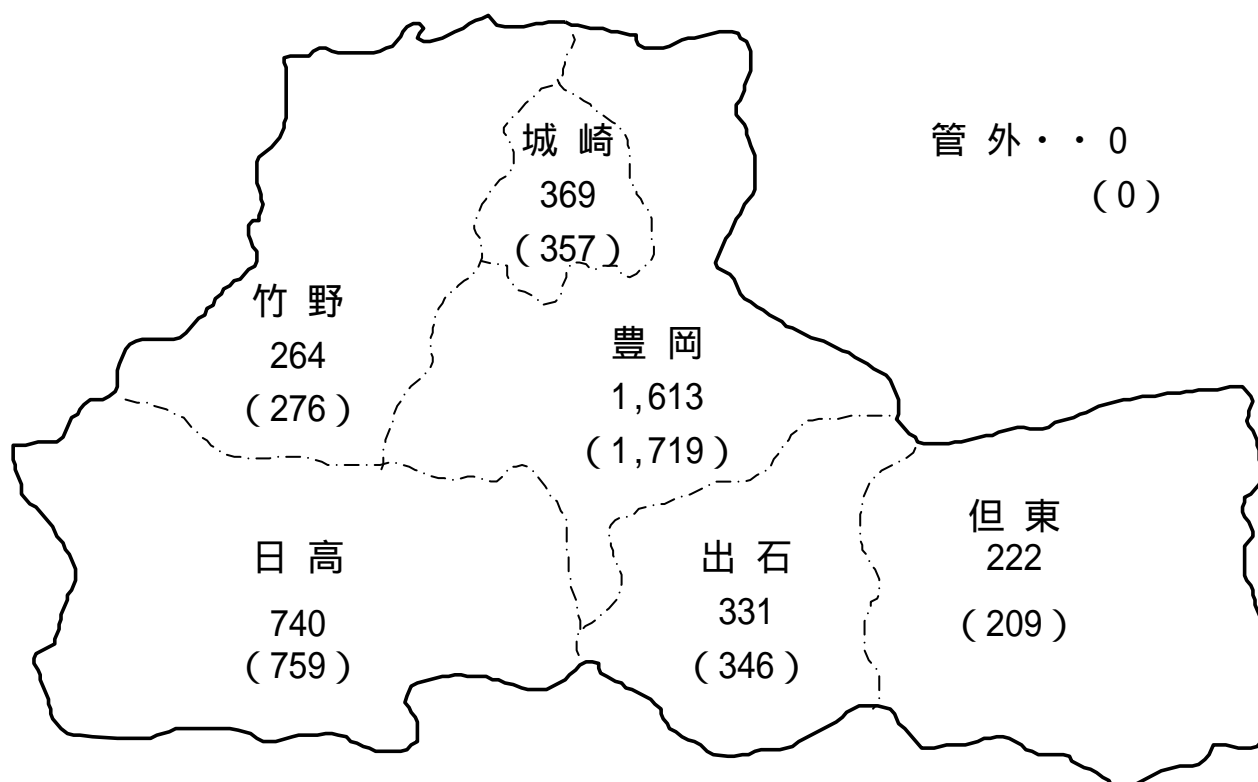 城崎
369
(357)
管外・・0
(0)
竹野
264
(276)
豊岡
1,613
(1,719)
日高
740
(759)
出石
331
(346)
但東
222
(209)